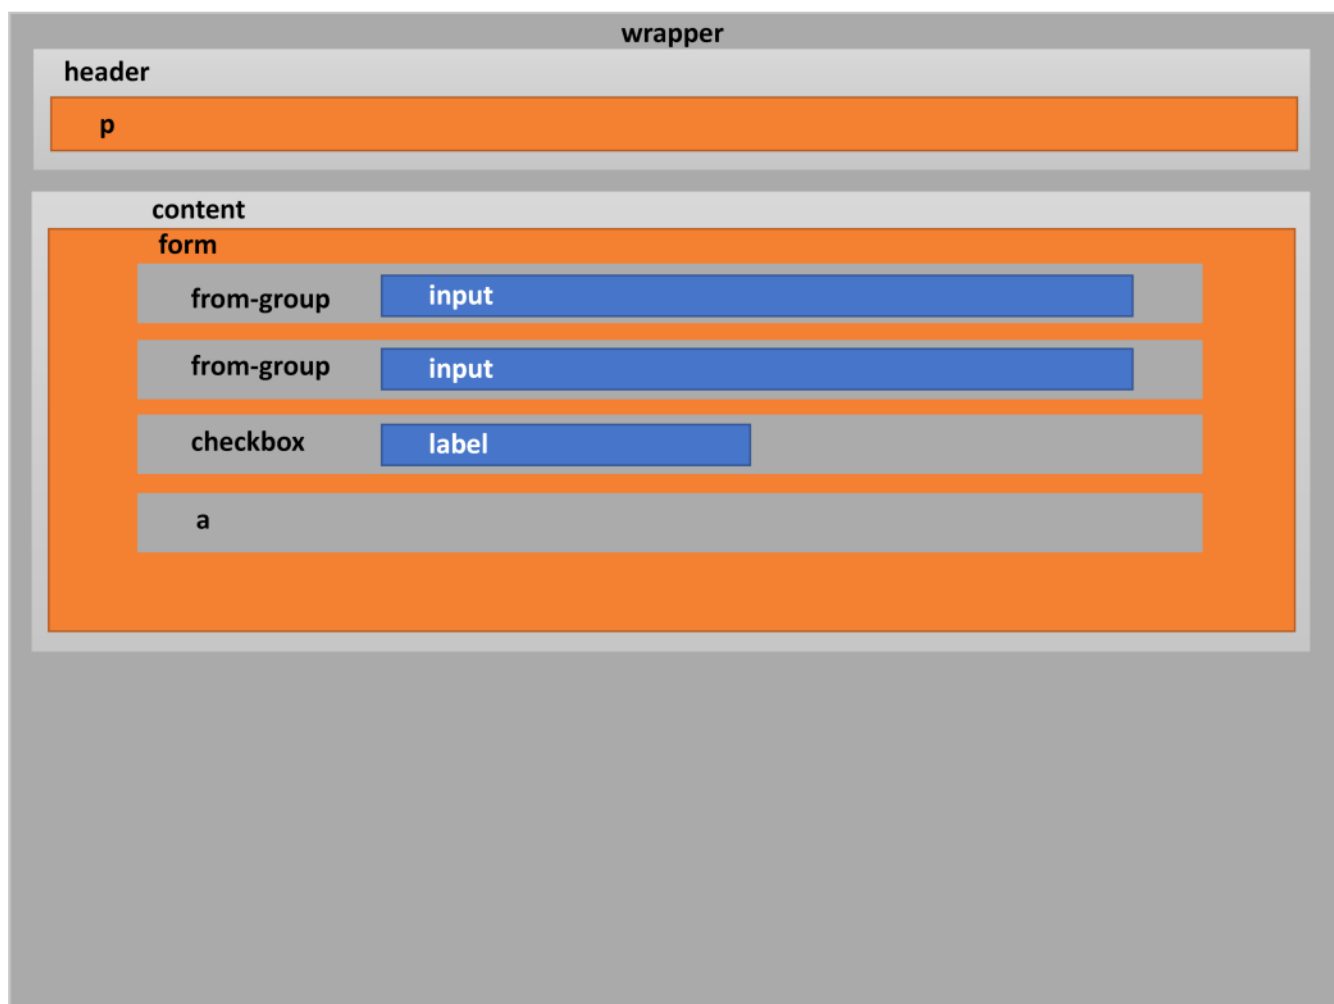 wrapper
header
p
content
form
from-group
input
from-group
input
checkbox
label
a